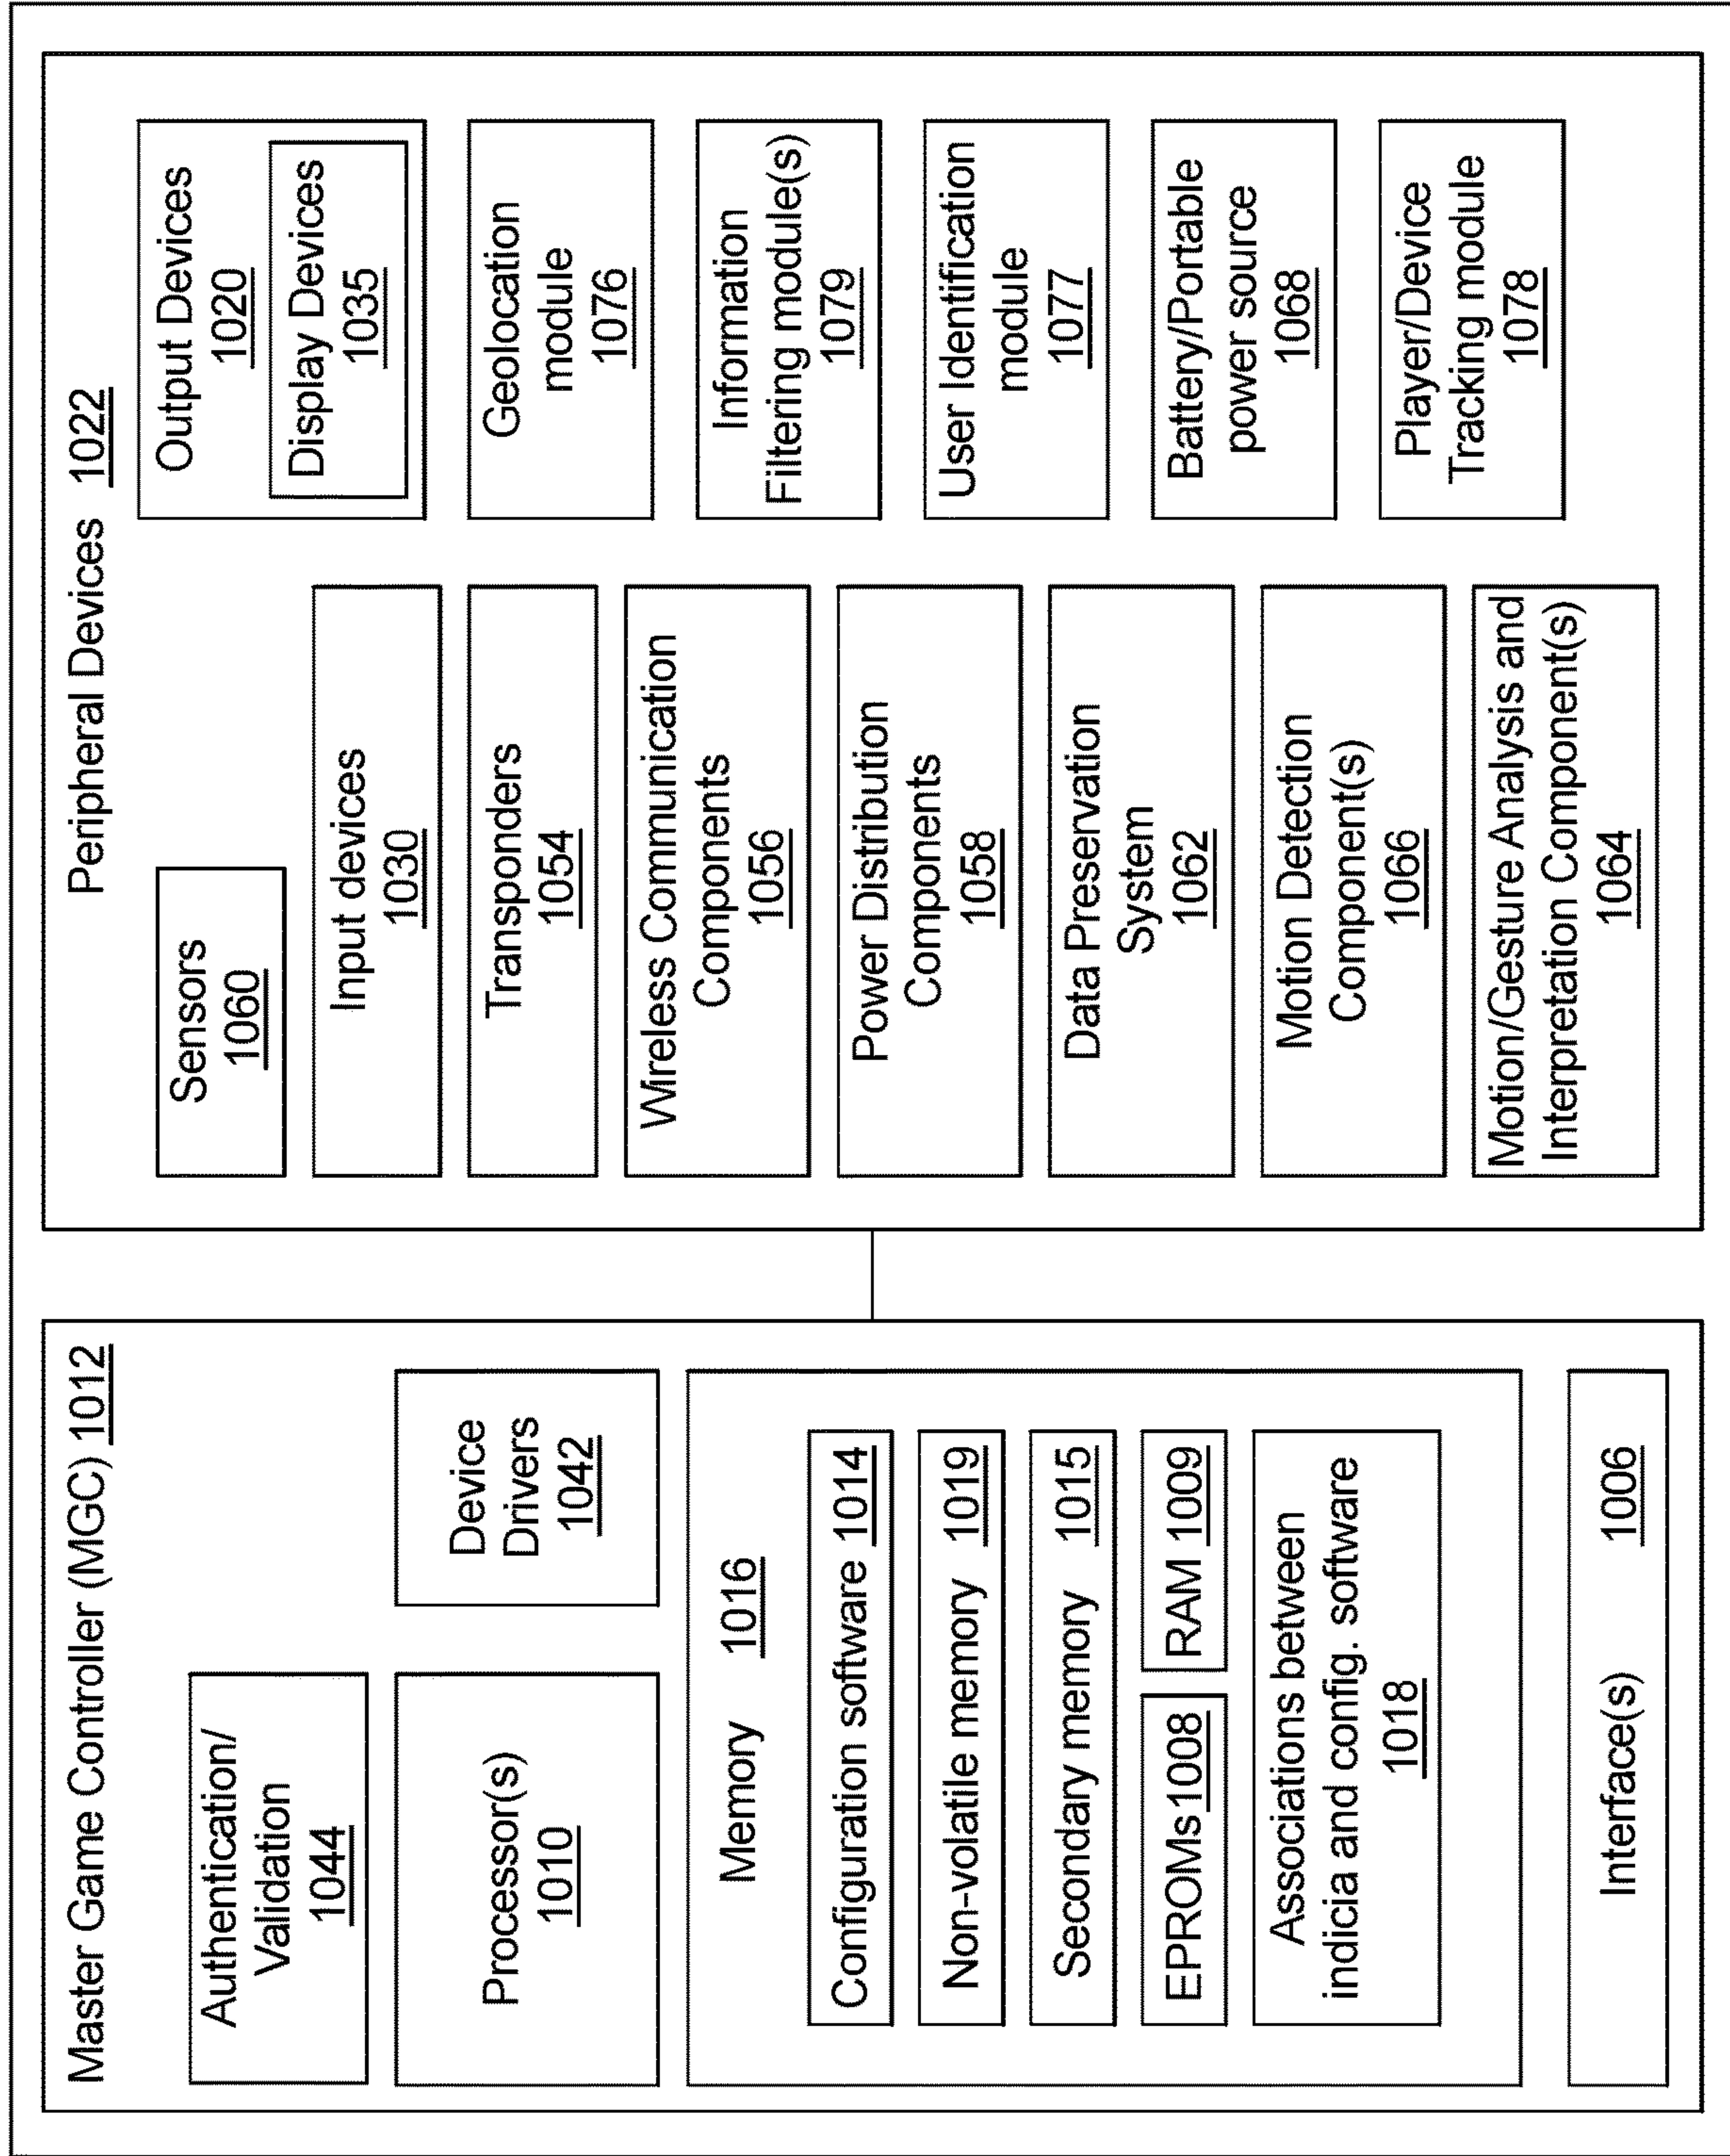 Master Game Controller (MGC) 1012
Authentication/
Validation
1044
Processor(s)
1010
Device
Drivers
1042
Memory 1016
Configuration software 1014
Non-volatile memory 1019
Secondary memory 1015
EPROMs 1008
RAM 1009
Associations between
indicia and config. software
1018
Interface(s) 1006
Peripheral Devices 1022
Sensors
1060
Input devices
1030
Transponders
1054
Wireless Communication
Components
1056
Power Distribution
Components
1058
Data Preservation
System
1062
Motion Detection
Component(s)
1066
Motion/Gesture Analysis and
Interpretation Component(s)
1064
Output Devices
1020
Display Devices
1035
Geolocation
module
1076
Information
Filtering module(s)
1079
User Identification
module
1077
Battery/Portable
power source
1068
Player/Device
Tracking module
1078